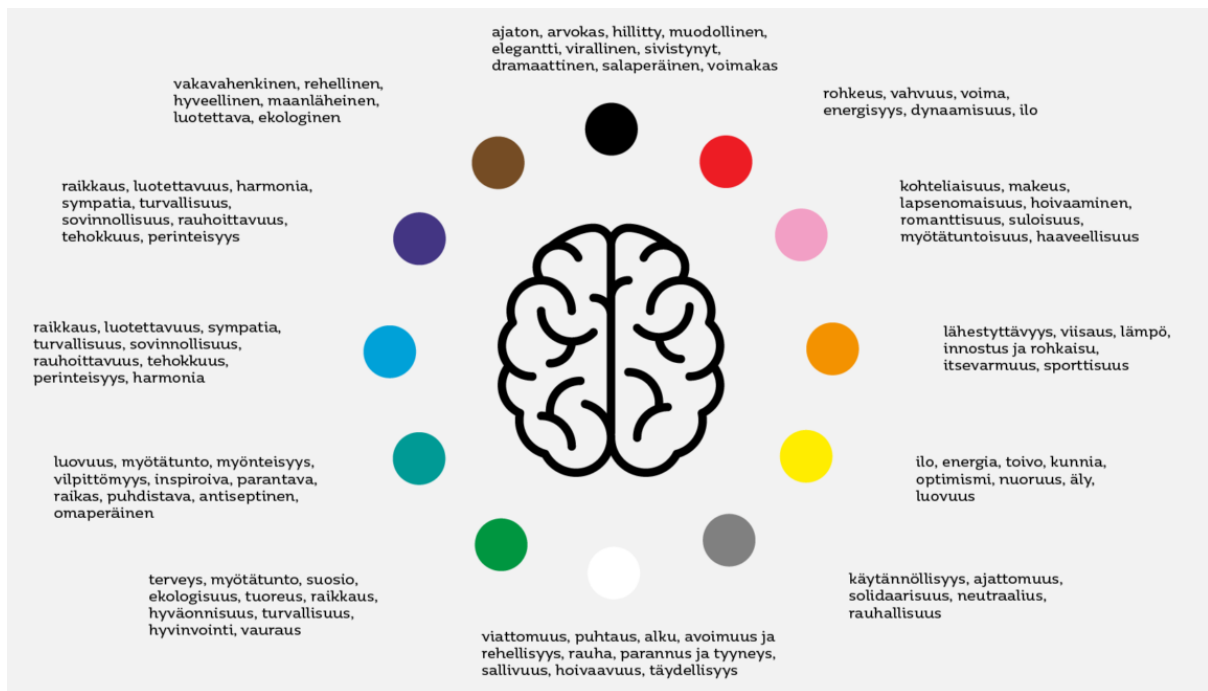 ajaton, arvokas, hillitty, muodollinen,
elegantti, virallinen, sivistynyt,
dramaattinen, salaperäinen, voimakas
rohkeus, vahvuus, voima,
energisyys, dynaamisuus, ilo
kohteliaisuus, makeus,
lapsenomaisuus, hoivaaminen,
romanttisuus, suloisuus,
myötätuntoisuus, haaveellisuus
lähestyttävyys, viisaus, lämpö,
innostus ja rohkaisu,
itsevarmuus, sporttisuus
ilo, energia, toivo, kunnia,
optimismi, nuoruus, äly,
luovuus
käytännöllisyys, ajattomuus,
solidaarisuus, neutraalius,
rauhallisuus
viattomuus, puhtaus, alku, avoimuus ja
rehellisyys, rauha, parannus ja tyyneys,
sallivuus, hoivaavuus, täydellisyys
terveys, myötätunto, suosio,
ekologisuus, tuoreus, raikkaus,
hyväonnisuus, turvallisuus,
hyvinvointi, vauraus
luovuus, myötätunto, myönteisyys,
vilpittömyys, inspiroiva, parantava,
raikas, puhdistava, antiseptinen,
omaperäinen
raikkaus, luotettavuus, sympatia,
turvallisuus, sovinnollisuus,
rauhoittavuus, tehokkuus,
perinteisyys, harmonia
raikkaus, luotettavuus, harmonia,
sympatia, turvallisuus,
sovinnollisuus, rauhoittavuus,
tehokkuus, perinteisyys
vakavahenkinen, rehellinen,
hyveellinen, maanläheinen,
luotettava, ekologinen